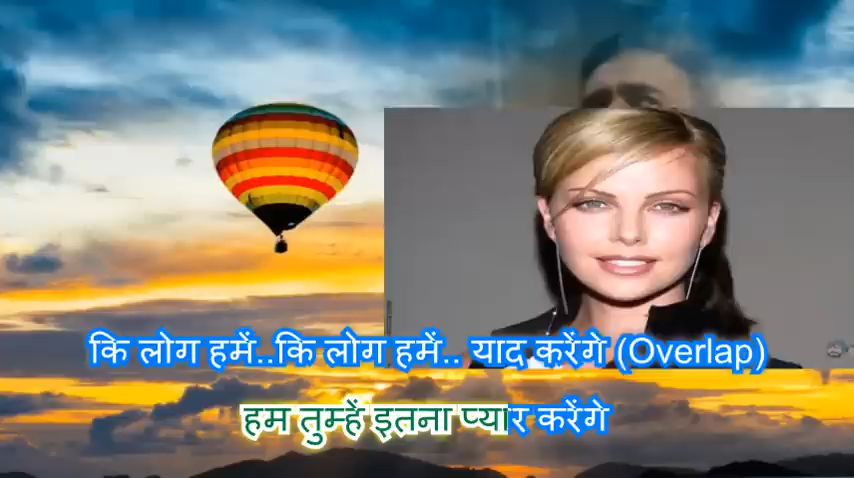 कि लोग हमें..कि लोग हमें.. याद करेंगे (Overlap)
हम तुम्हें इतना प्यार करेंगे